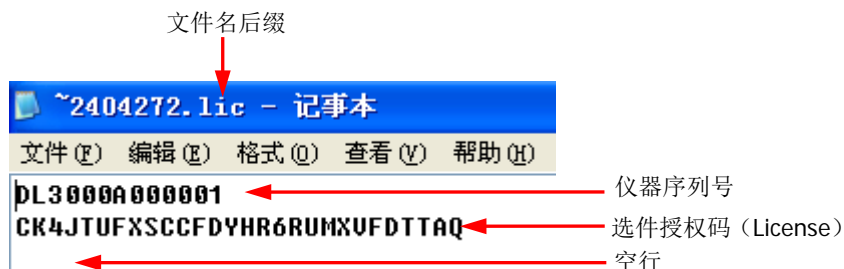 文件名后缀
~2404272.lic - 记事本
文件(F) 编辑(E) 格式(O) 查看(V) 帮助(H)
DL3000A000001
仪器序列号
CK4JTUFXSCCFDYHR6RUMXVFDTTAQ
选件授权码（License）
空行